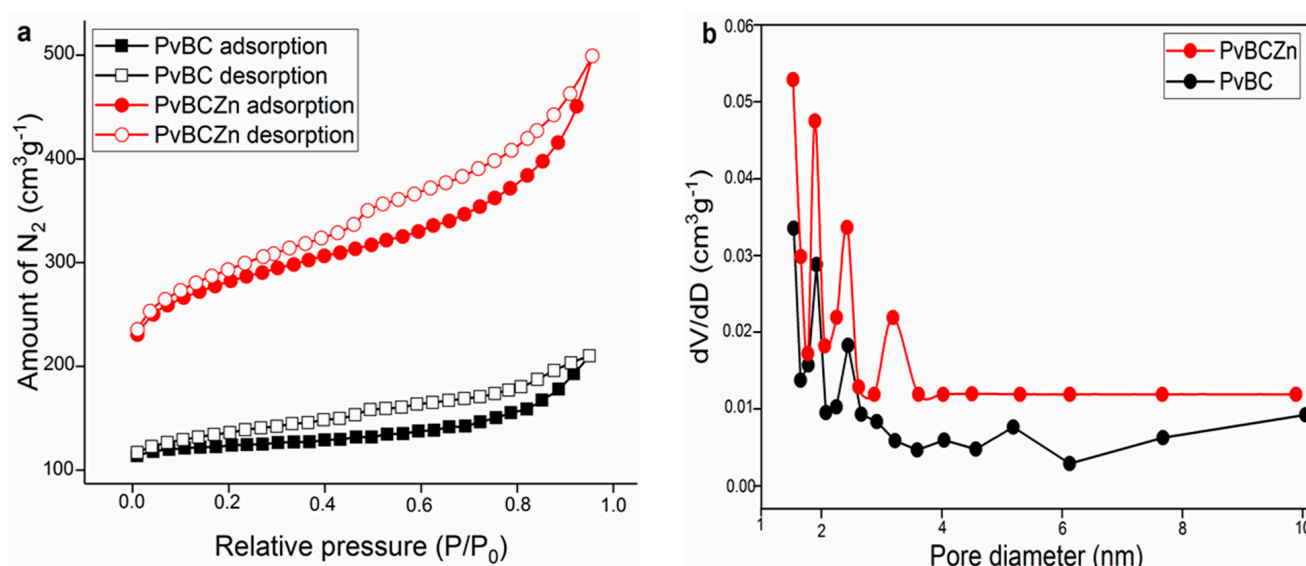 a
PvBC adsorption
PvBC desorption
PvBCZn adsorption
PvBCZn desorption
500
400
300
200
100
0.0 0.2 0.4 0.6 0.8 1.0
Amount of N₂ (cm³g⁻¹)
Relative pressure (P/P₀)
b
PvBCZn
PvBC
0.06
0.05
0.04
0.03
0.02
0.01
0.00
1 2 4 6 8 10
dV/dD (cm³g⁻¹)
Pore diameter (nm)